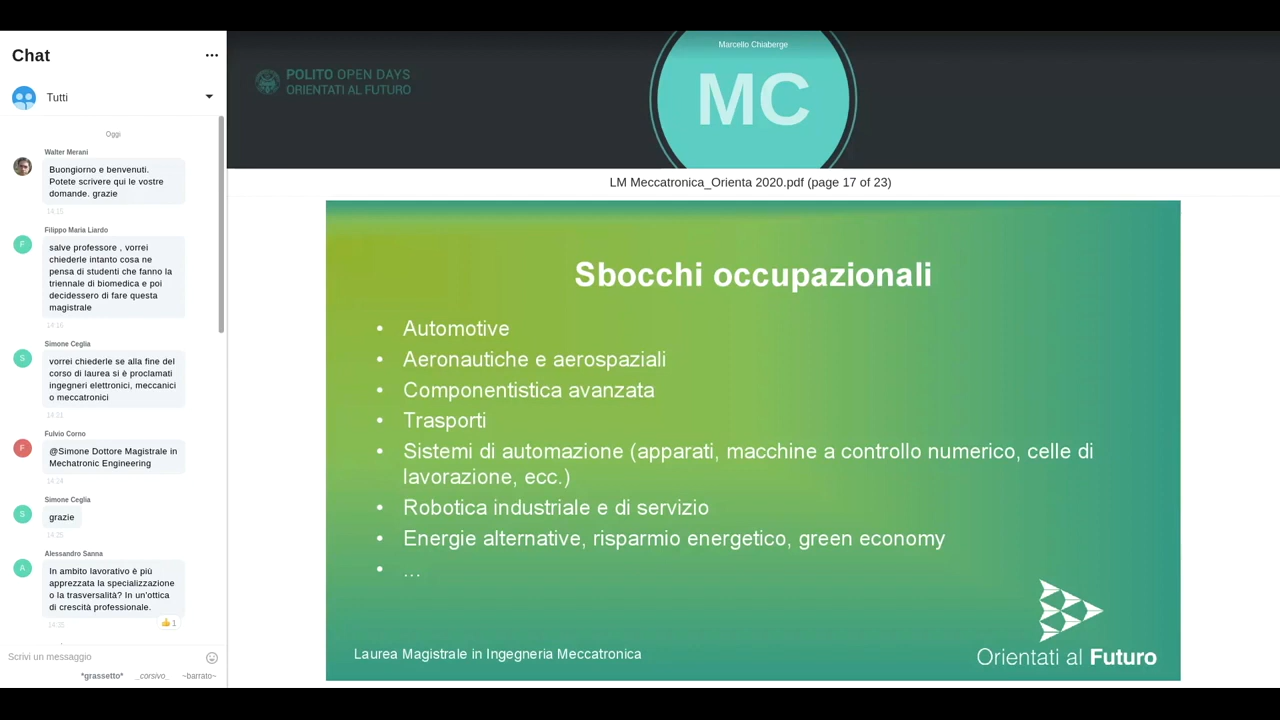 Chat
Tutti
Oggi
Walter Merani
Buongiorno e benvenuti.
Potete scrivere qui le vostre
domande. grazie
14:15
Filippo Maria Liardo
salve professore , vorrei
chiederle intanto cosa ne
pensa di studenti che fanno la
triennale di biomedica e poi
decidessero di fare questa
magistrale
14:16
Simone Ceglia
vorrei chiederle se alla fine del
corso di laurea si è proclamati
ingegneri elettronici, meccanici
o meccatronici
14:21
Fulvio Corno
@Simone Dottore Magistrale in
Mechatronic Engineering
14:14
Simone Ceglia
grazie
14:25
Alessandro Sanna
In ambito lavorativo è più
apprezzata la specializzazione
o la trasversalità? In un'ottica
di crescità professionale.
14:35
1
Scrivi un messaggio
*grassetto* _corsivo_ ~barrato~
POLITO OPEN DAYS
ORIENTATI AL FUTURO
Marcello Chiaberge
MC
LM Meccatronica_Orienta 2020.pdf (page 17 of 23)
Sbocchi occupazionali
• Automotive
• Aeronautiche e aerospaziali
• Componentistica avanzata
• Trasporti
• Sistemi di automazione (apparati, macchine a controllo numerico, celle di
lavorazione, ecc.)
• Robotica industriale e di servizio
• Energie alternative, risparmio energetico, green economy
• ...
Laurea Magistrale in Ingegneria Meccatronica
Orientati al Futuro